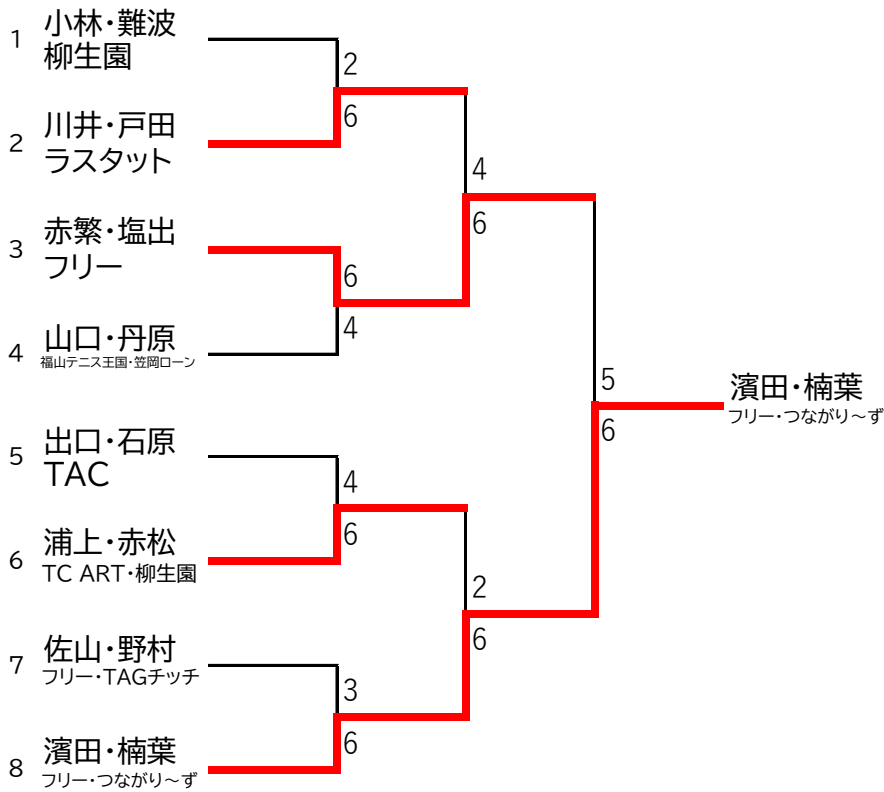 1
小林・難波
柳生園
2
6
2
川井・戸田
ラスタット
4
6
3
赤繁・塩出
フリー
6
4
4
山口・丹原
福山テニス王国・笠岡ローン
5
6
濱田・楠葉
フリー・つながり～ず
5
出口・石原
TAC
4
6
6
浦上・赤松
TC ART・柳生園
2
6
7
佐山・野村
フリー・TAGチッチ
3
6
8
濱田・楠葉
フリー・つながり～ず